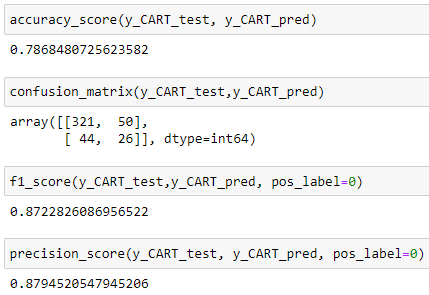 accuracy_score(y_CART_test, y_CART_pred)
0.7868480725623582
confusion_matrix(y_CART_test,y_CART_pred)
array([[321,  50],
       [ 44,  26]], dtype=int64)
f1_score(y_CART_test,y_CART_pred, pos_label=0)
0.8722826086956522
precision_score(y_CART_test, y_CART_pred, pos_label=0)
0.8794520547945206